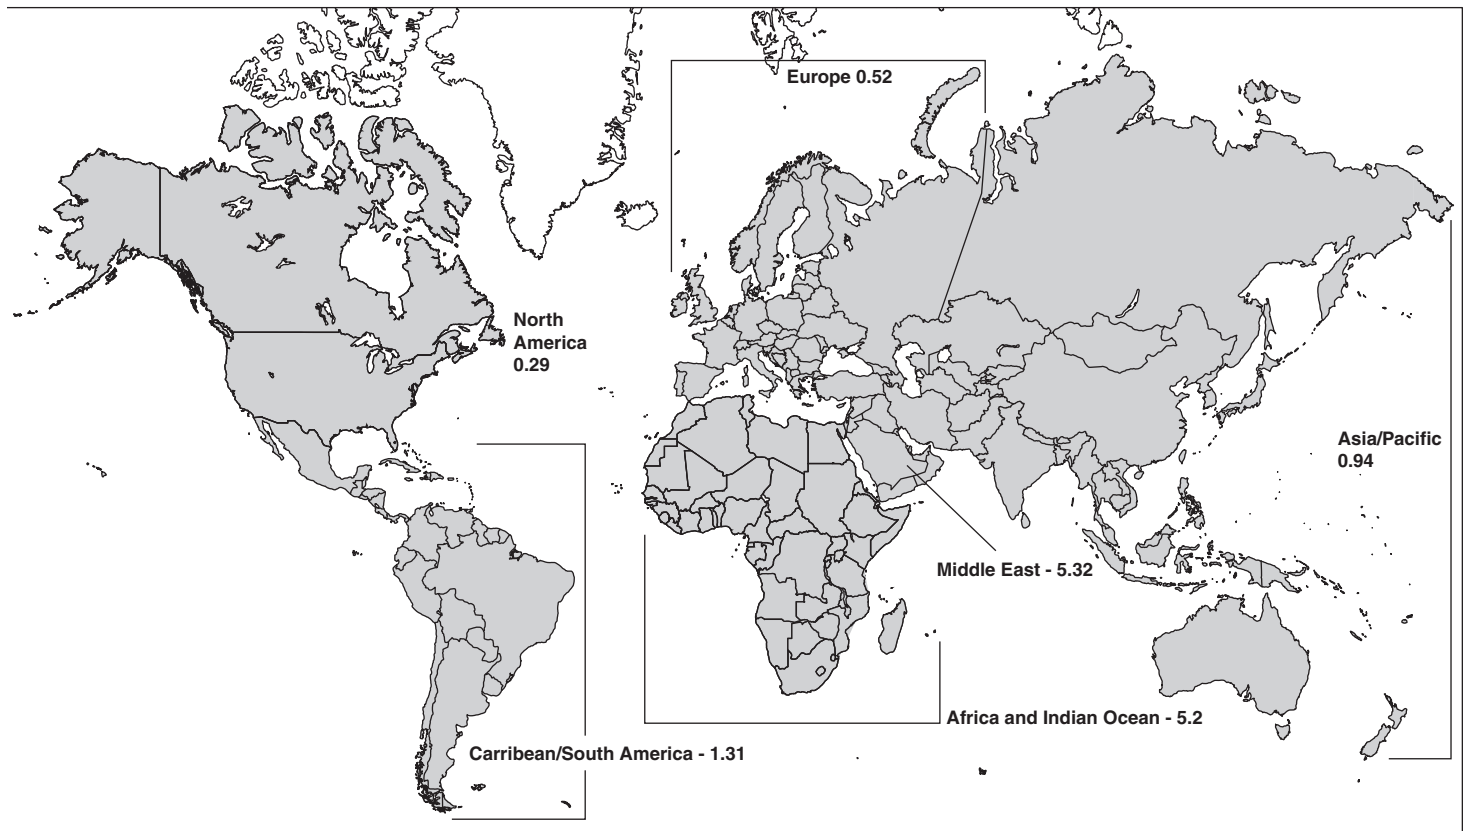 Europe 0.52
North
America
0.29
Asia/Pacific
0.94
Middle East - 5.32
Africa and Indian Ocean - 5.2
Carribean/South America - 1.31